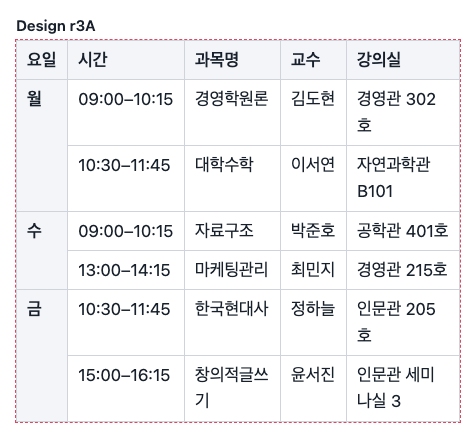 Design r3A
요일 시간 과목명 교수 강의실
월 09:00–10:15 경영학원론 김도현 경영관 302
호
10:30–11:45 대학수학 이서연 자연과학관
B101
수 09:00–10:15 자료구조 박준호 공학관 401호
13:00–14:15 마케팅관리 최민지 경영관 215호
금 10:30–11:45 한국현대사 정하늘 인문관 205
호
15:00–16:15 창의적글쓰 윤서진 인문관 세미
기 나실 3